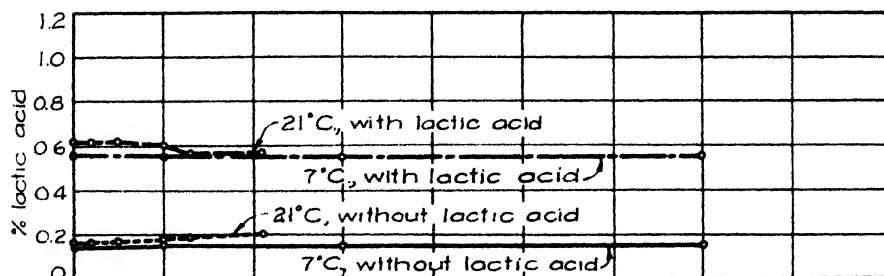 1.2
1.0
0.8
0.6
0.4
0.2
0
% lactic acid
21°C., with lactic acid
7°C., with lactic acid
21°C, without lactic acid
7°C, without lactic acid